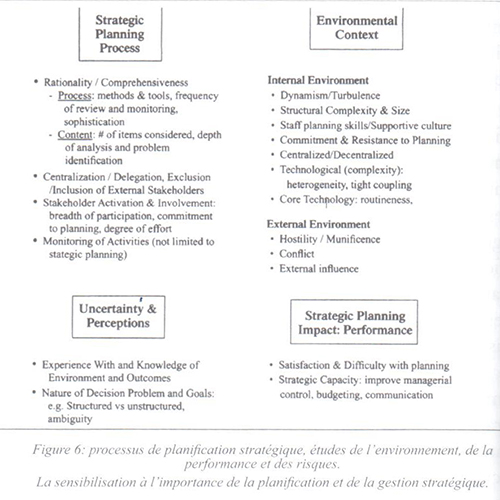 Strategic
Planning
Process
• Rationality / Comprehensiveness
- Process: methods & tools, frequency
of review and monitoring,
sophistication
- Content: # of items considered, depth
of analysis and problem
identification
• Centralization / Delegation, Exclusion
/Inclusion of External Stakeholders
• Stakeholder Activation & Involvement:
breadth of participation, commitment
to planning, degree of effort
• Monitoring of Activities (not limited to
stategic planning)
Environmental
Context
Internal Environment
• Dynamism/Turbulence
• Structural Complexity & Size
• Staff planning skills/Supportive culture
• Commitment & Resistance to Planning
• Centralized/Decentralized
• Technological (complexity):
heterogeneity, tight coupling
• Core Technology: routineness,
External Environment
• Hostility / Munificence
• Conflict
• External influence
Uncertainty &
Perceptions
• Experience With and Knowledge of
Environment and Outcomes
• Nature of Decision Problem and Goals:
e.g. Structured vs unstructured,
ambiguity
Strategic Planning
Impact: Performance
• Satisfaction & Difficulty with planning
• Strategic Capacity: improve managerial
control, budgeting, communication
Figure 6: processus de planification stratégique, études de l'environnement, de la
performance et des risques.
La sensibilisation à l'importance de la planification et de la gestion stratégique.